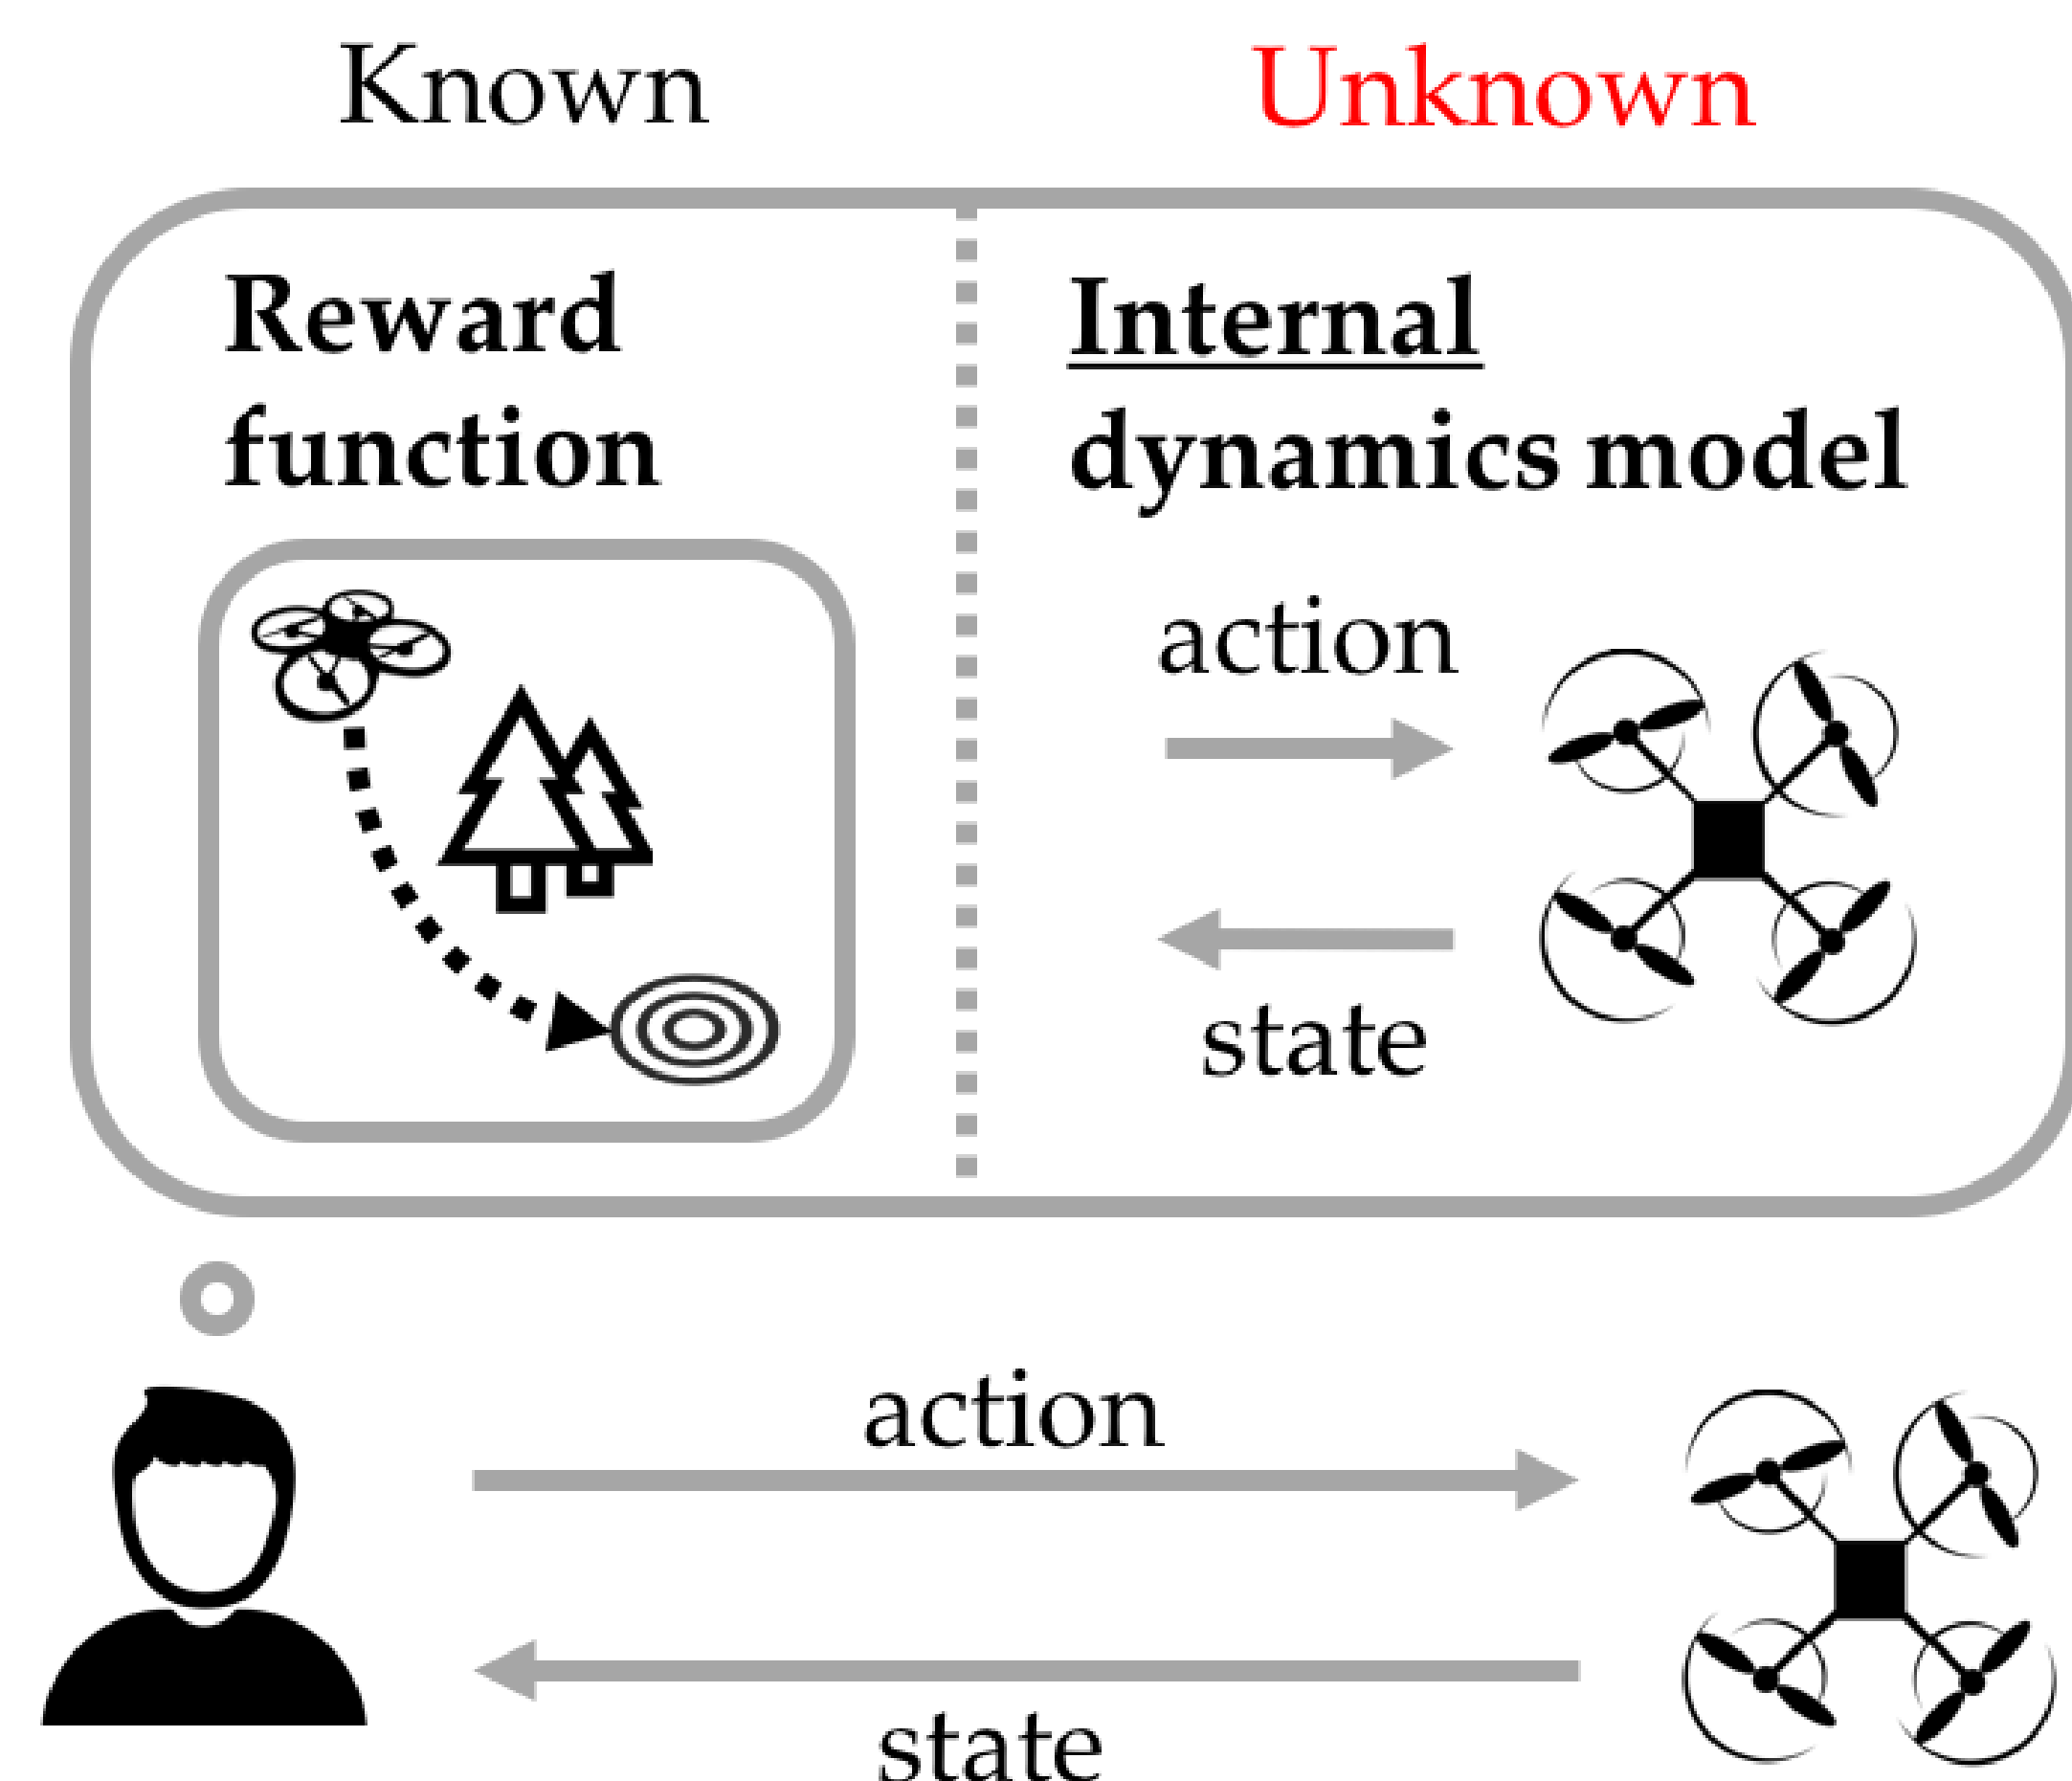 Known
Unknown
Reward
function
Internal
dynamics model
action
state
action
state